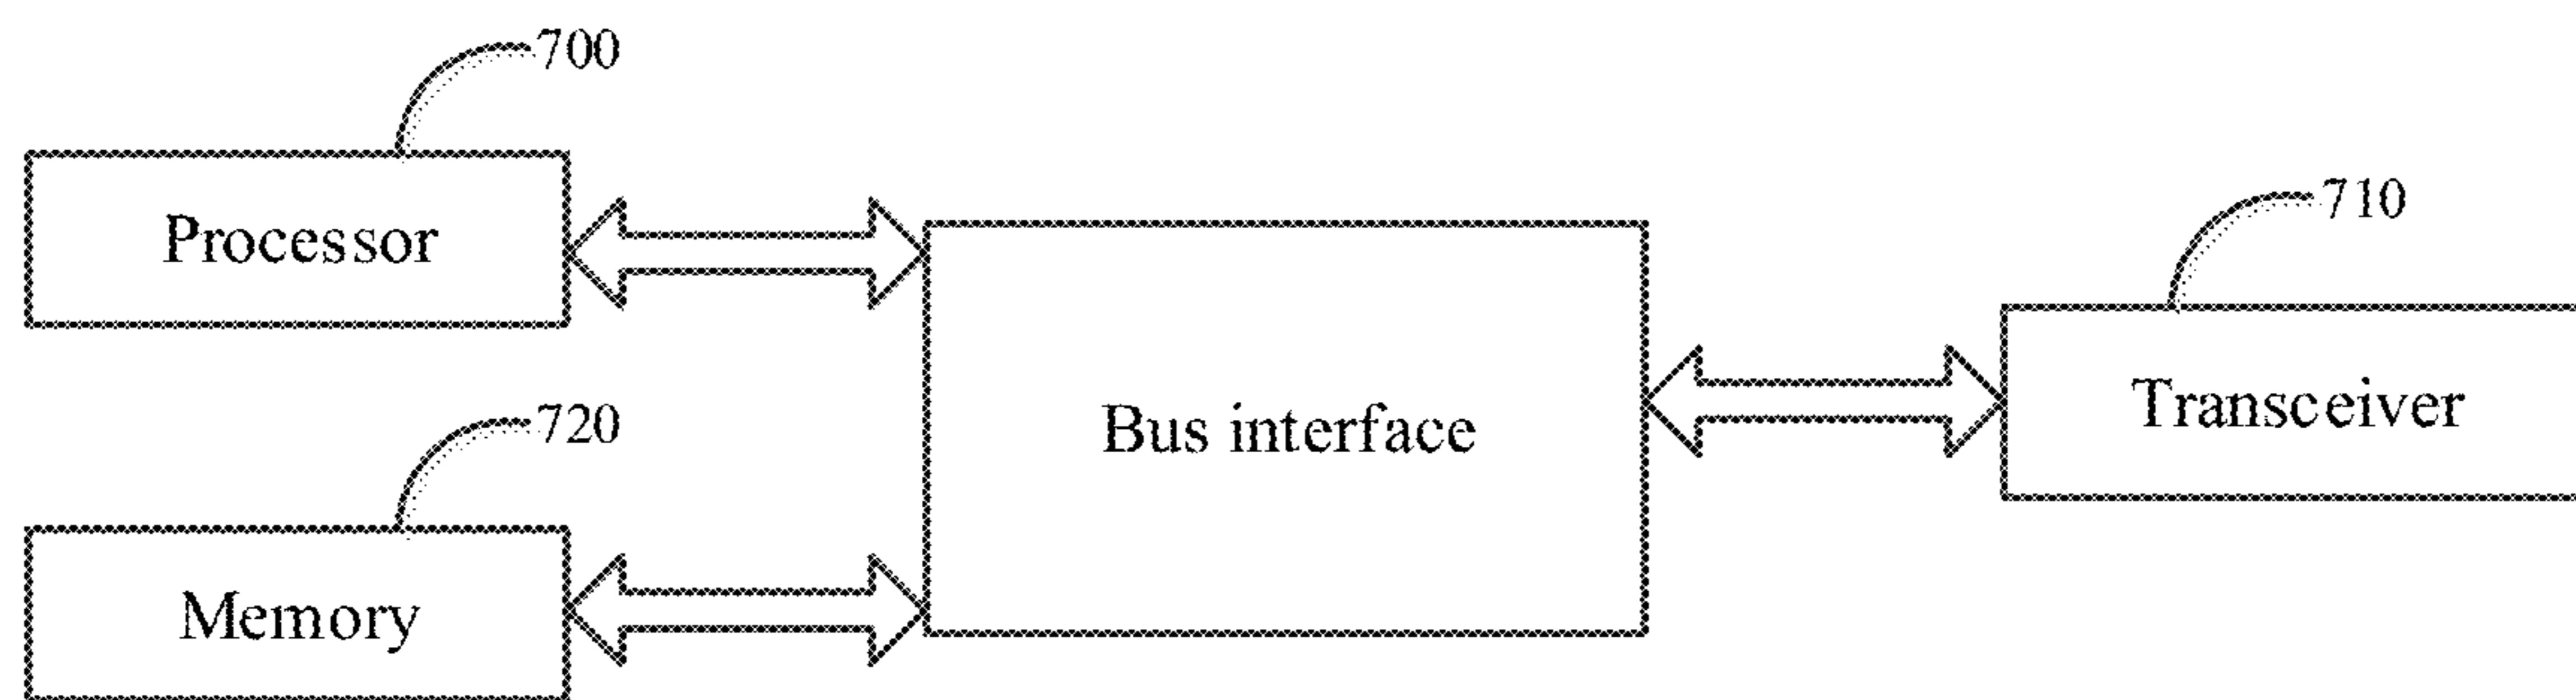 700
Processor
710
Bus interface
Transceiver
720
Memory